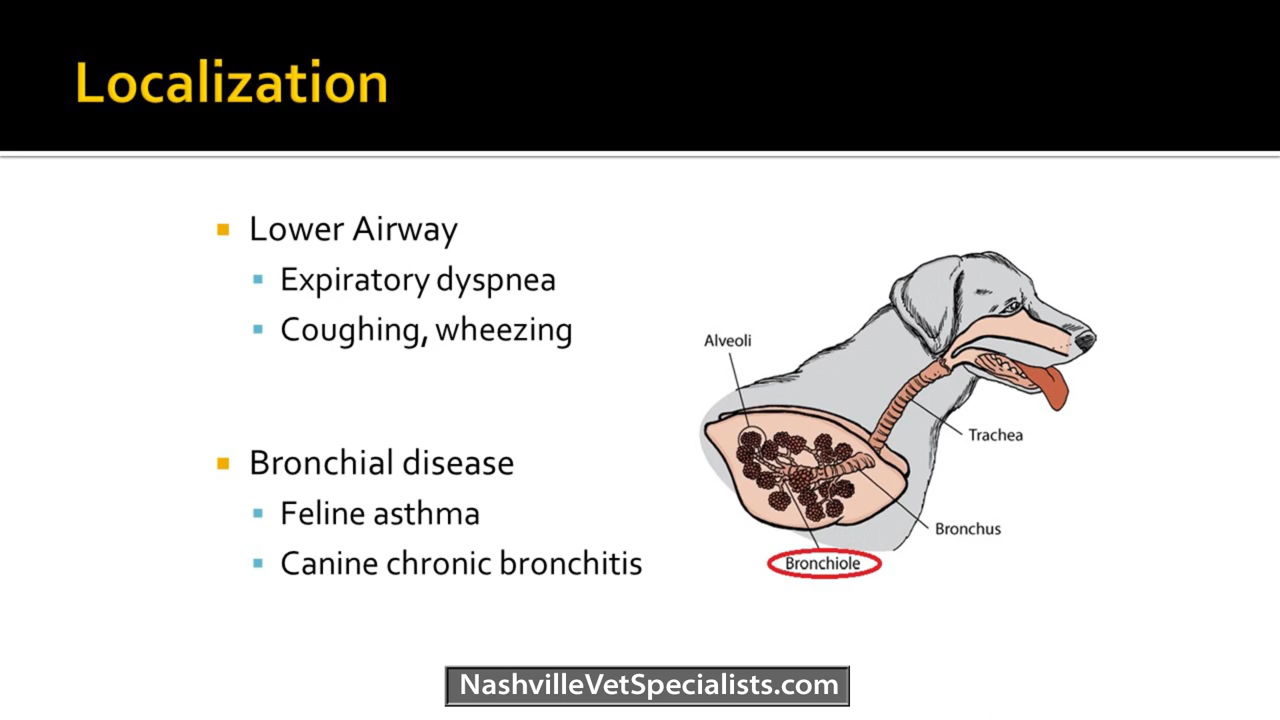 Localization
Lower Airway
Expiratory dyspnea
Coughing, wheezing
Bronchial disease
Feline asthma
Canine chronic bronchitis
Alveoli
Trachea
Bronchus
Bronchiole
NashvilleVetSpecialists.com